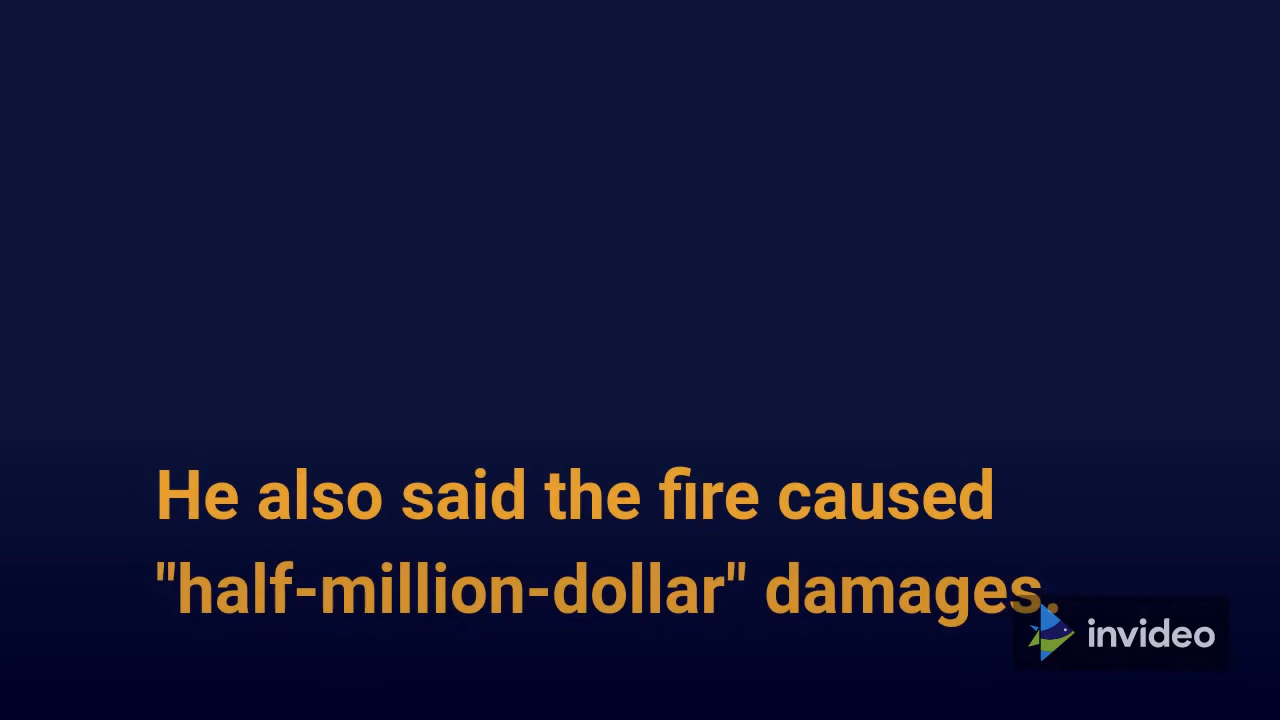 He also said the fire caused
"half-million-dollar" damages.
invideo